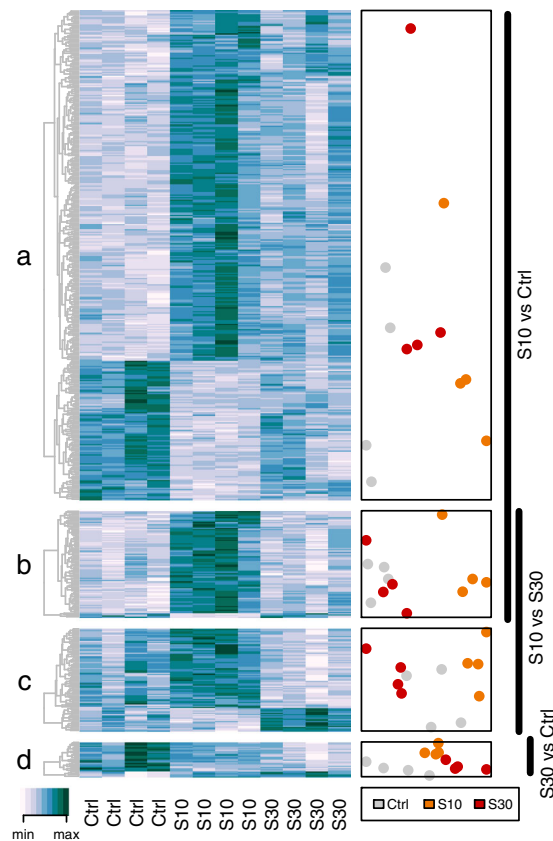 a
S10 vs Ctrl
b
S10 vs S30
c
d
S30 vs Ctrl
min max
Ctrl Ctrl Ctrl Ctrl S10 S10 S10 S10 S30 S30 S30 S30
Ctrl S10 S30